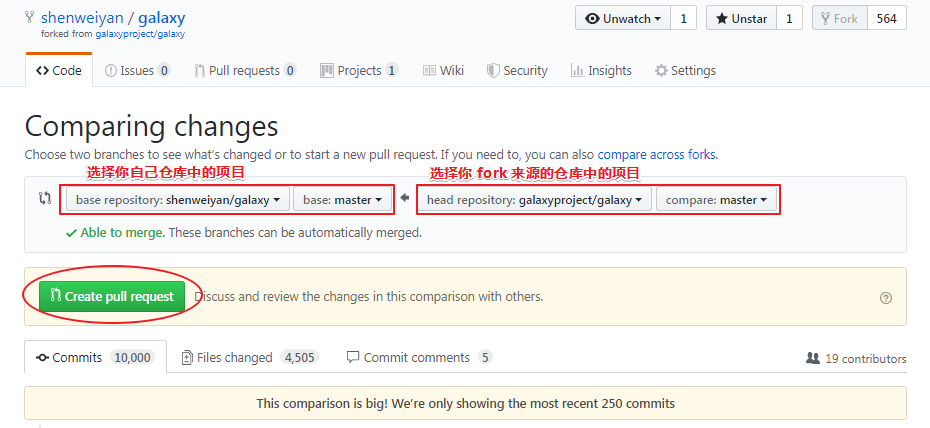 shenweiyan / galaxy
forked from galaxyproject/galaxy
Unwatch 1 Unstar 1 Fork 564
Code Issues 0 Pull requests 0 Projects 1 Wiki Security Insights Settings
Comparing changes
Choose two branches to see what's changed or to start a new pull request. If you need to, you can also compare across forks.
选择你自己仓库中的项目 选择你 fork 来源的仓库中的项目
base repository: shenweiyan/galaxy base: master head repository: galaxyproject/galaxy compare: master
Able to merge. These branches can be automatically merged.
Create pull request Discuss and review the changes in this comparison with others.
Commits 10,000 Files changed 4,505 Commit comments 5 19 contributors
This comparison is big! We're only showing the most recent 250 commits